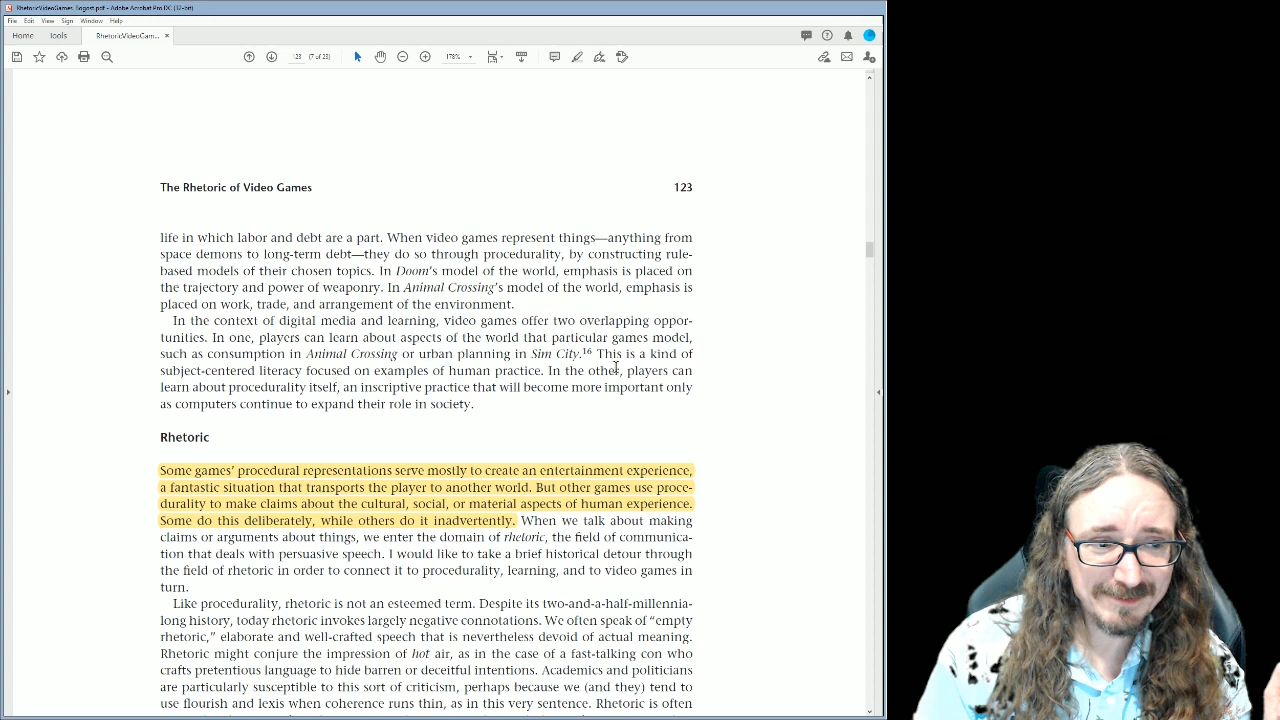 RhetoricVideoGames_Bogost.pdf - Adobe Acrobat Pro DC (32-bit)
File Edit View Sign Window Help
Home Tools RhetoricVideoGam... ×
123 (7 of 23) 178%
The Rhetoric of Video Games 123
life in which labor and debt are a part. When video games represent things—anything from
space demons to long-term debt—they do so through procedurality, by constructing rule-
based models of their chosen topics. In Doom's model of the world, emphasis is placed on
the trajectory and power of weaponry. In Animal Crossing's model of the world, emphasis is
placed on work, trade, and arrangement of the environment.
In the context of digital media and learning, video games offer two overlapping oppor-
tunities. In one, players can learn about aspects of the world that particular games model,
such as consumption in Animal Crossing or urban planning in Sim City.16 This is a kind of
subject-centered literacy focused on examples of human practice. In the other, players can
learn about procedurality itself, an inscriptive practice that will become more important only
as computers continue to expand their role in society.
Rhetoric
Some games' procedural representations serve mostly to create an entertainment experience,
a fantastic situation that transports the player to another world. But other games use proce-
durality to make claims about the cultural, social, or material aspects of human experience.
Some do this deliberately, while others do it inadvertently. When we talk about making
claims or arguments about things, we enter the domain of rhetoric, the field of communica-
tion that deals with persuasive speech. I would like to take a brief historical detour through
the field of rhetoric in order to connect it to procedurality, learning, and to video games in
turn.
Like procedurality, rhetoric is not an esteemed term. Despite its two-and-a-half-millennia-
long history, today rhetoric invokes largely negative connotations. We often speak of "empty
rhetoric," elaborate and well-crafted speech that is nevertheless devoid of actual meaning.
Rhetoric might conjure the impression of hot air, as in the case of a fast-talking con who
crafts pretentious language to hide barren or deceitful intentions. Academics and politicians
are particularly susceptible to this sort of criticism, perhaps because we (and they) tend to
use flourish and lexis when coherence runs thin, as in this very sentence. Rhetoric is often